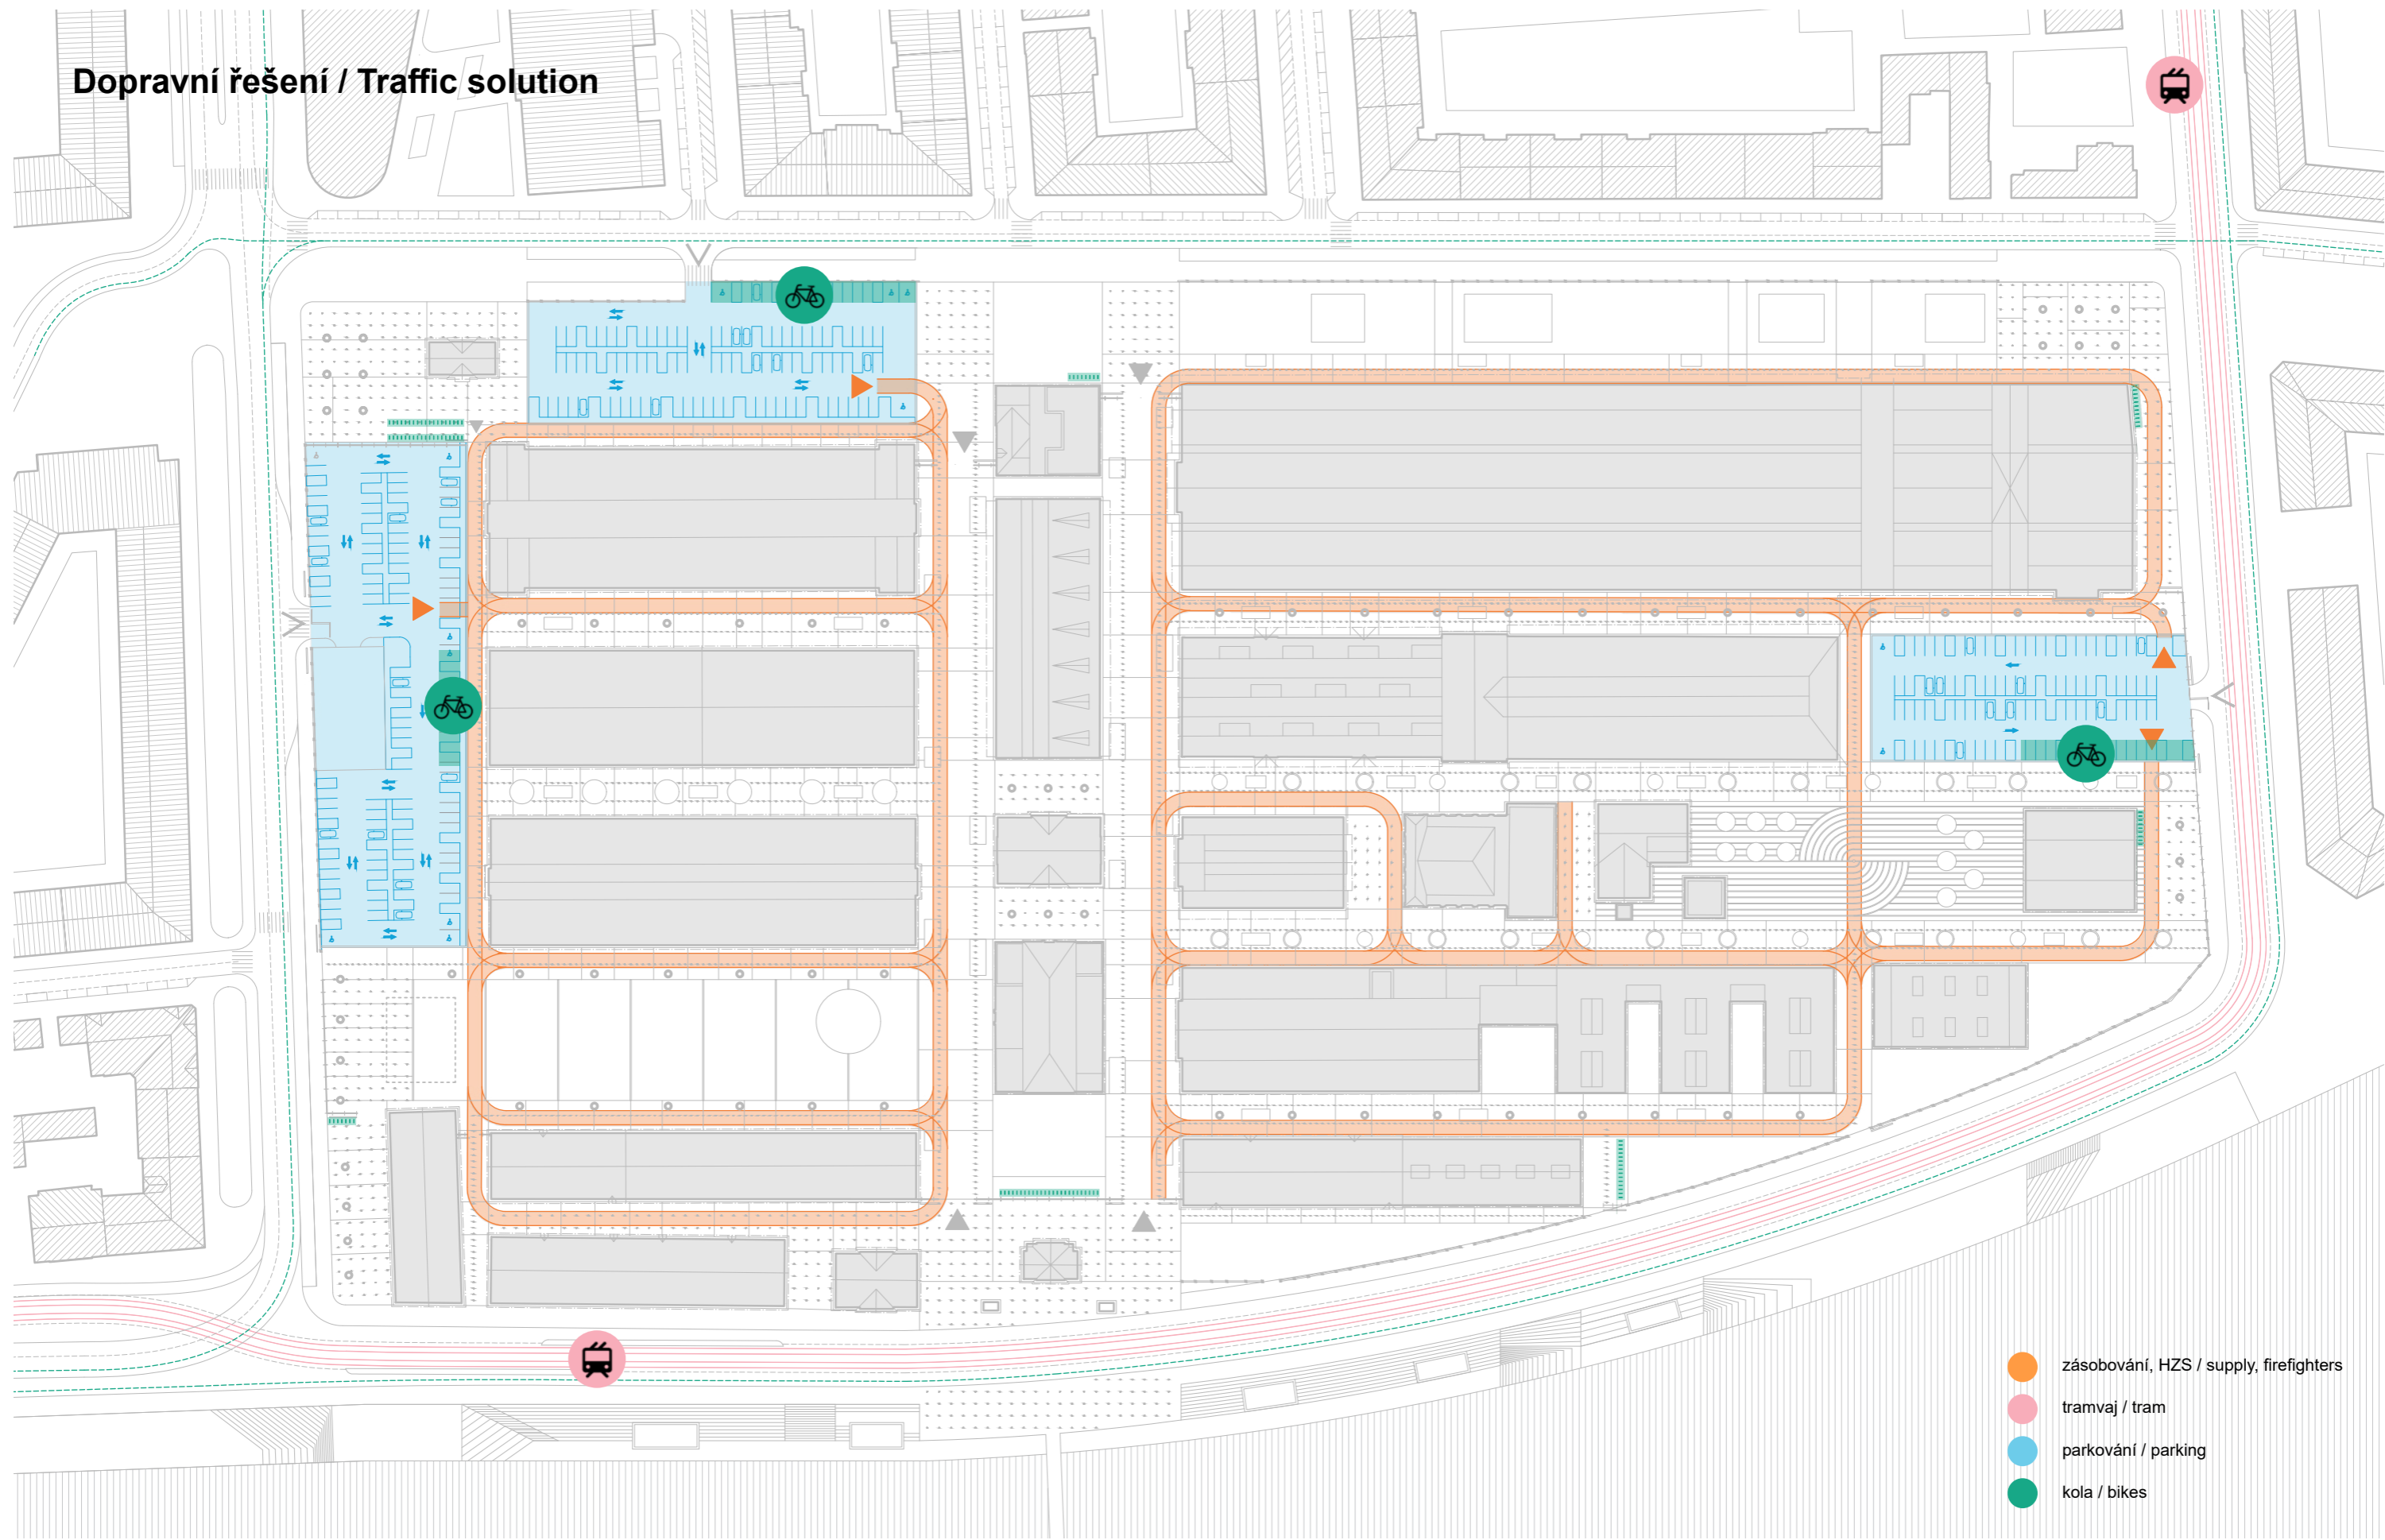 Dopravní řešení / Traffic solution
zásobování, HZS / supply, firefighters
tramvaj / tram
parkování / parking
kola / bikes